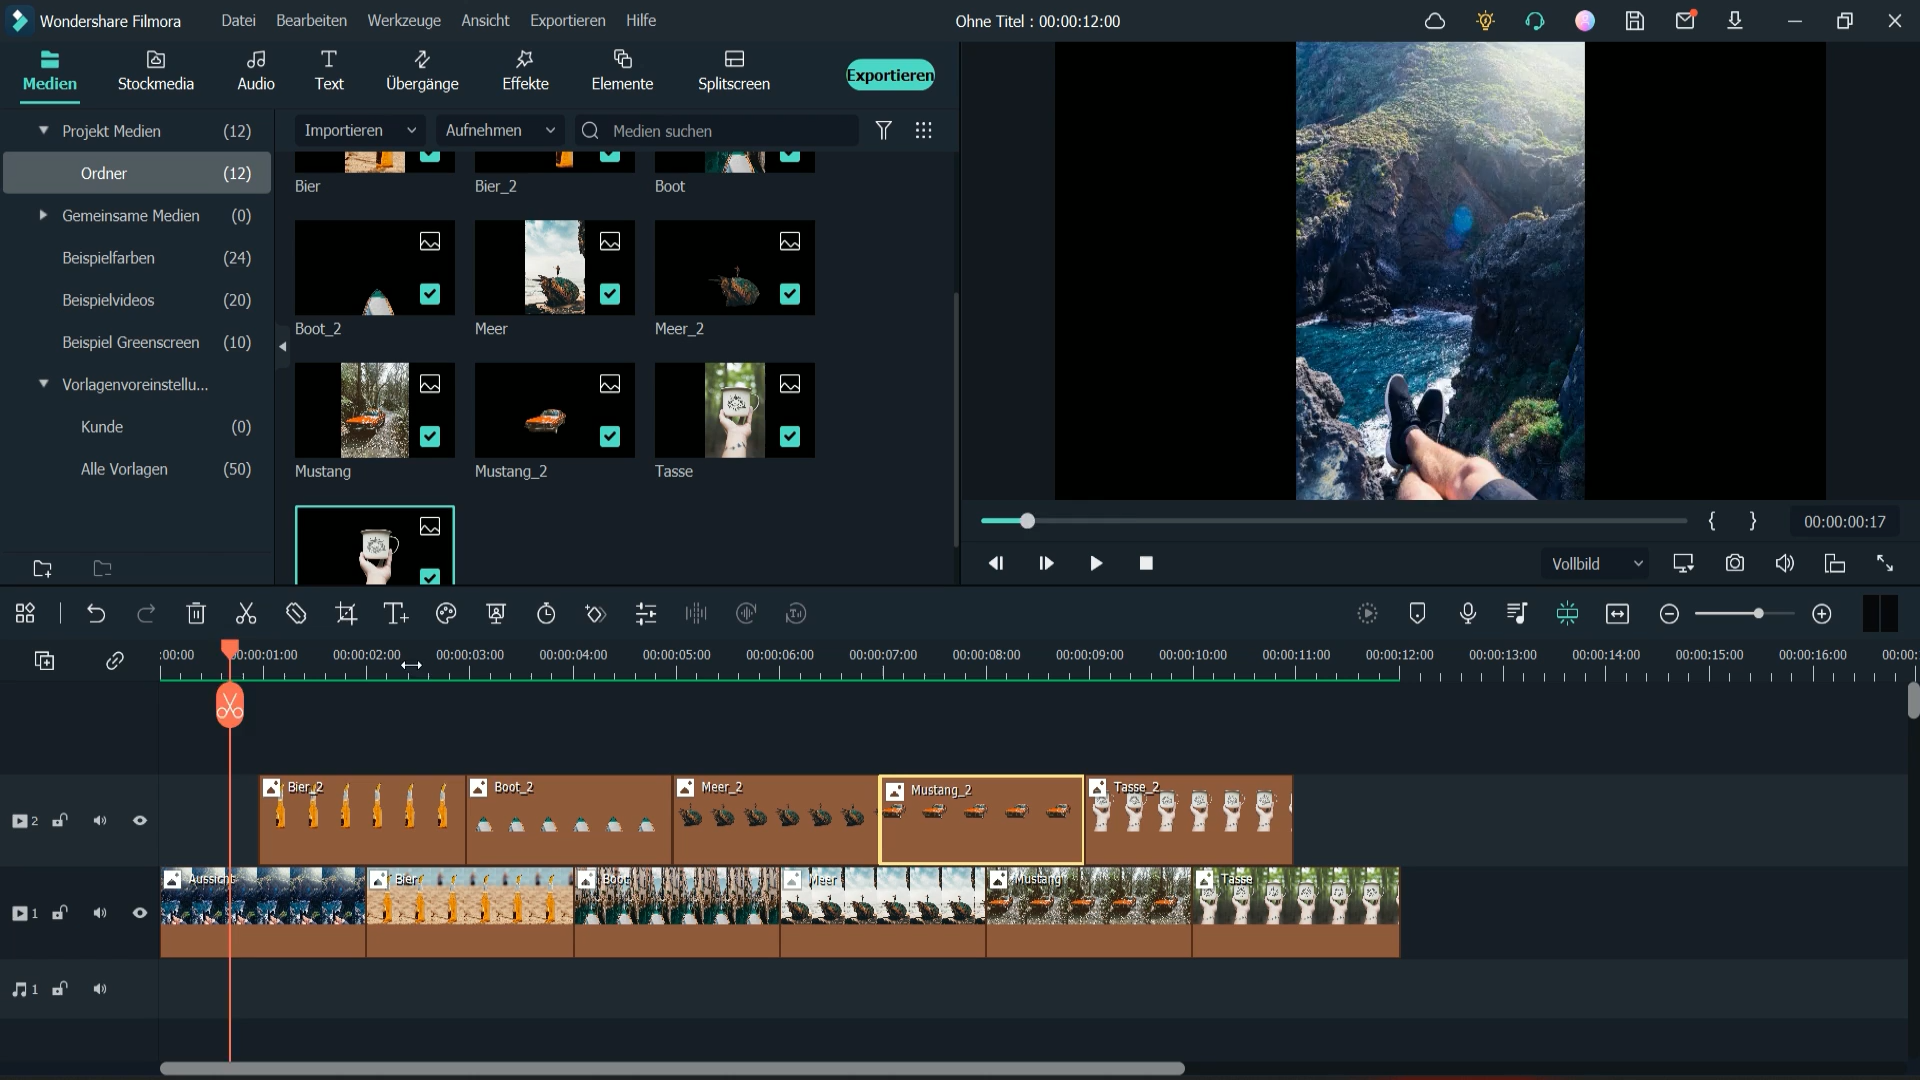 Wondershare Filmora
Datei
Bearbeiten
Werkzeuge
Ansicht
Exportieren
Hilfe
Ohne Titel : 00:00:12:00
Medien
Stockmedia
Audio
Text
Übergänge
Effekte
Elemente
Splitscreen
Exportieren
Projekt Medien (12)
Ordner (12)
Gemeinsame Medien (0)
Beispielfarben (24)
Beispielvideos (20)
Beispiel Greenscreen (10)
Vorlagenvoreinstellu...
Kunde (0)
Alle Vorlagen (50)
Importieren
Aufnehmen
Medien suchen
Bier
Bier_2
Boot
Boot_2
Meer
Meer_2
Mustang
Mustang_2
Tasse
{ }
00:00:00:17
Vollbild
:00:00
00:00:01:00
00:00:02:00
00:00:03:00
00:00:04:00
00:00:05:00
00:00:06:00
00:00:07:00
00:00:08:00
00:00:09:00
00:00:10:00
00:00:11:00
00:00:12:00
00:00:13:00
00:00:14:00
00:00:15:00
00:00:16:00
00:00:
2
Bier_2
Boot_2
Meer_2
Mustang_2
Tasse_2
1
Aussicht
Bier
Boot
Meer
Mustang
Tasse
1